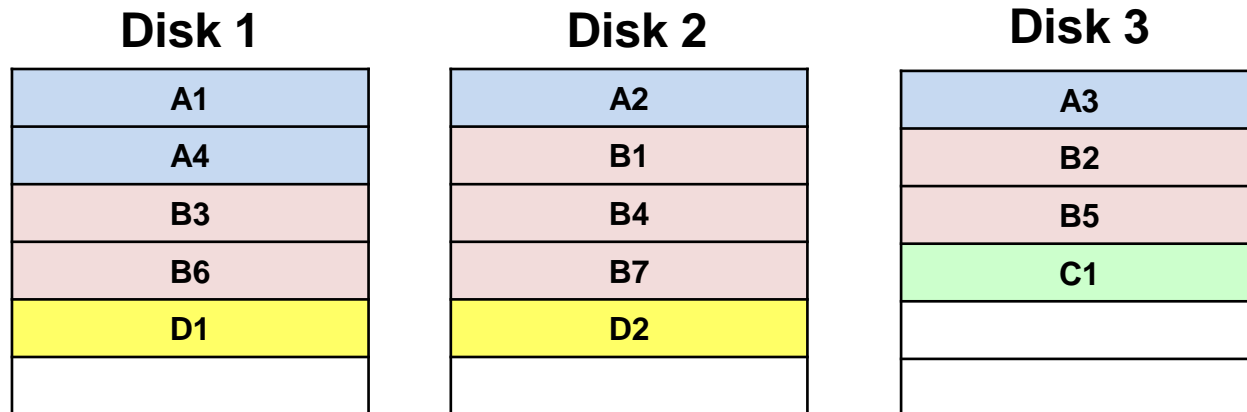 Disk 1 Disk 2 Disk 3
A1 A2 A3
A4 B1 B2
B3 B4 B5
B6 B7 C1
D1 D2